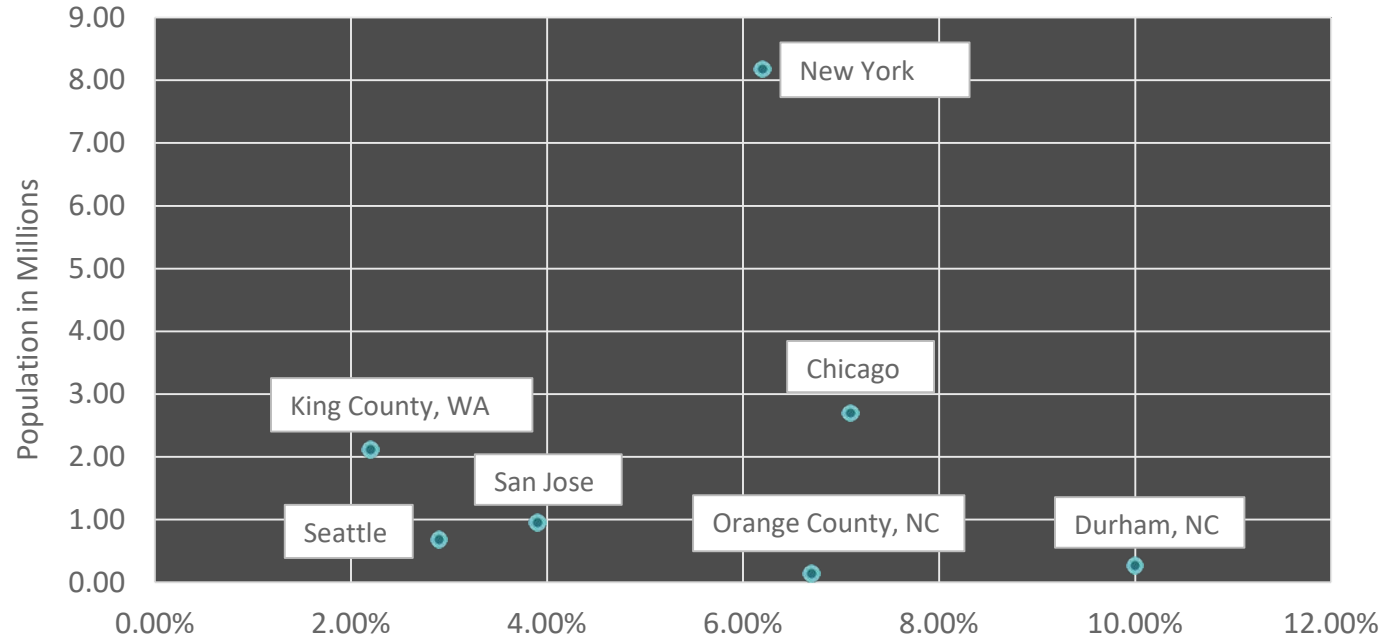 9.00
8.00
7.00
6.00
5.00
4.00
3.00
2.00
1.00
0.00
Population in Millions
New York
Chicago
King County, WA
San Jose
Seattle
Orange County, NC
Durham, NC
0.00% 2.00% 4.00% 6.00% 8.00% 10.00% 12.00%